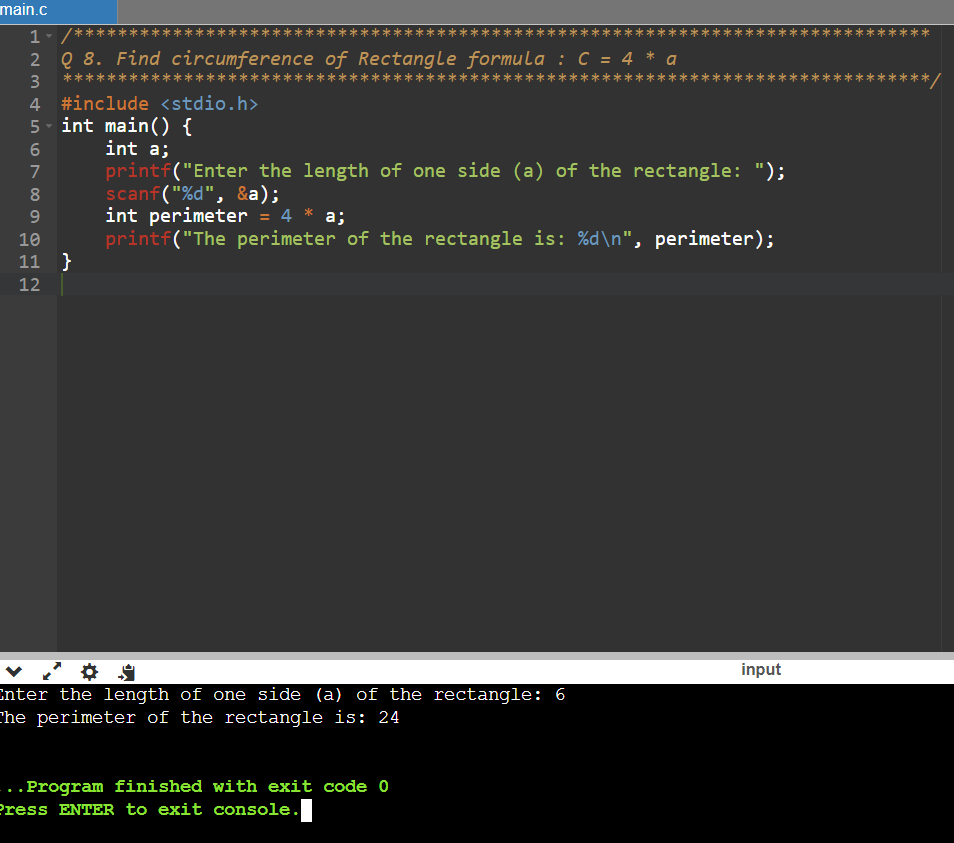 main.c
1 /******************************************************************************
2 Q 8. Find circumference of Rectangle formula : C = 4 * a
3 *******************************************************************************/
4 #include <stdio.h>
5 int main() {
6 int a;
7 printf("Enter the length of one side (a) of the rectangle: ");
8 scanf("%d", &a);
9 int perimeter = 4 * a;
10 printf("The perimeter of the rectangle is: %d\n", perimeter);
11 }
12
input
Enter the length of one side (a) of the rectangle: 6
The perimeter of the rectangle is: 24
...Program finished with exit code 0
Press ENTER to exit console.